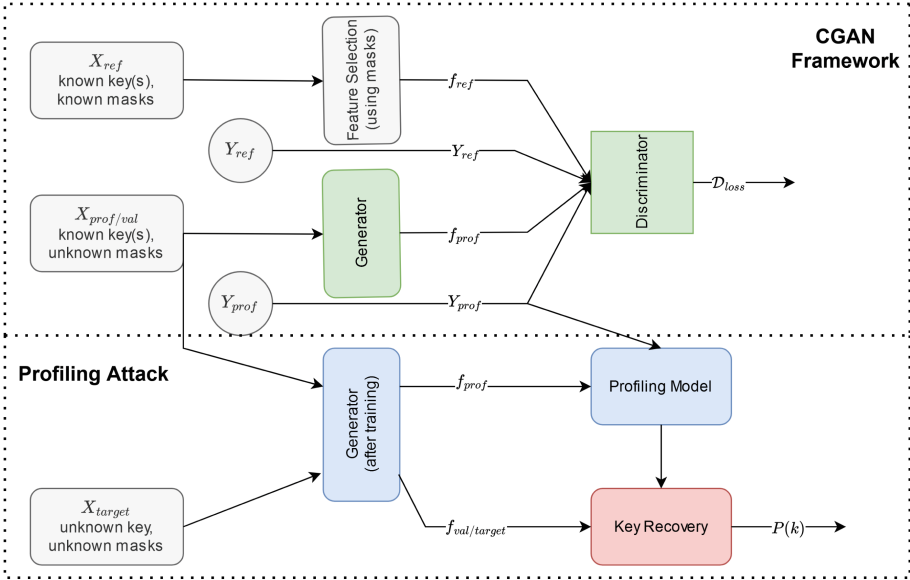 CGAN
Framework
X_ref
known key(s),
known masks
Feature Selection
(using masks)
f_ref
Y_ref
Y_ref
Discriminator
D_loss
X_prof/val
known key(s),
unknown masks
Generator
f_prof
Y_prof
Y_prof
Profiling Attack
Generator
(after training)
f_prof
Profiling Model
X_target
unknown key,
unknown masks
f_val/target
Key Recovery
P(k)